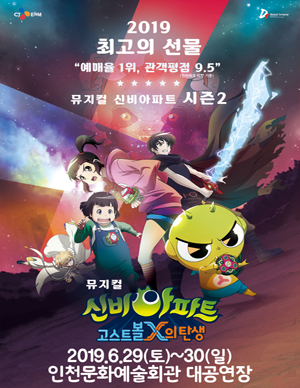 CJ ENM
2019
최고의 선물
“예매율 1위, 관객평점 9.5”
★★★★★
뮤지컬 신비아파트 시즌2
뮤지컬
신비아파트
고스트볼X의 탄생
2019.6.29(토)~30(일)
인천문화예술회관 대공연장